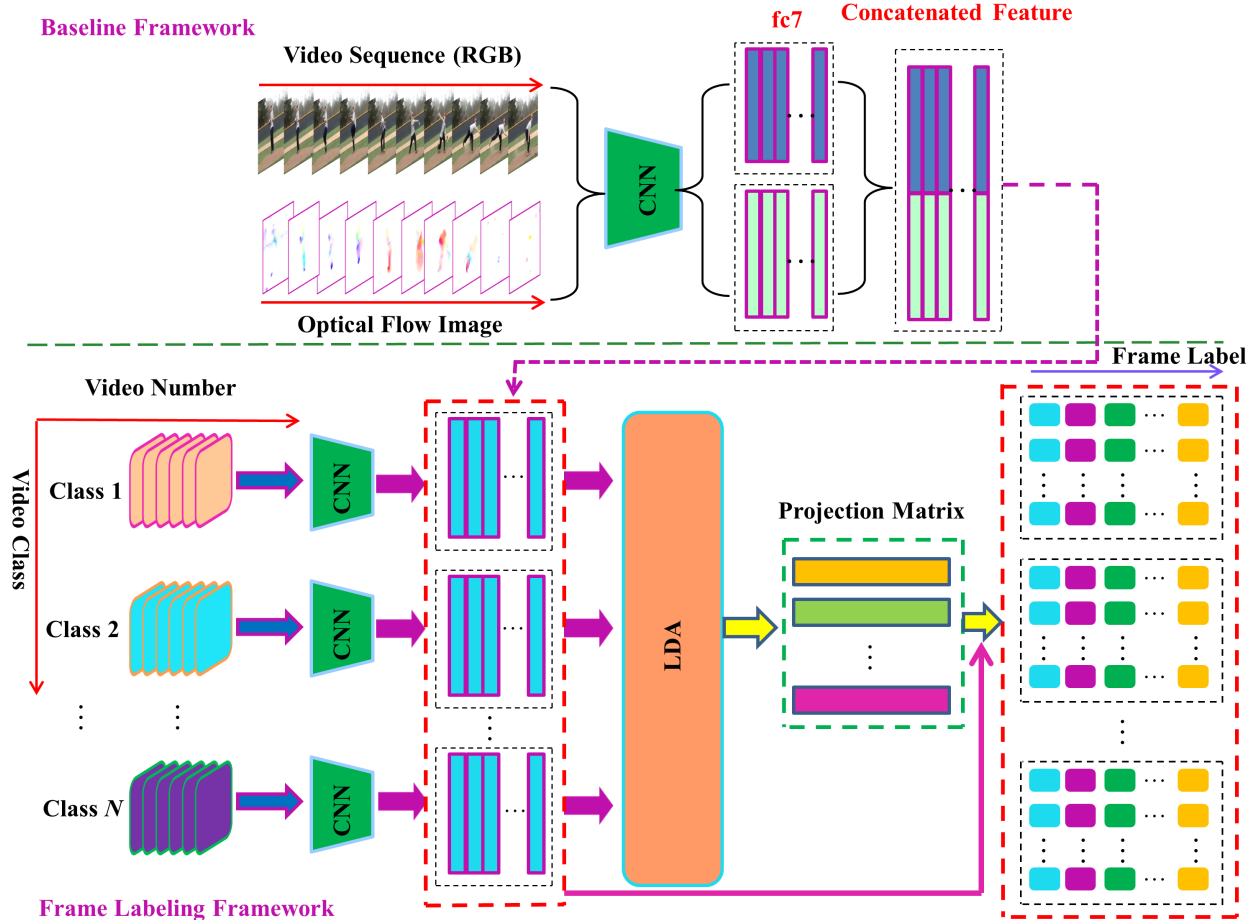 Baseline Framework
Video Sequence (RGB)
fc7
Concatenated Feature
CNN
Optical Flow Image
Frame Label
Video Number
Video Class
Class 1
CNN
Class 2
CNN
Class N
CNN
LDA
Projection Matrix
Frame Labeling Framework